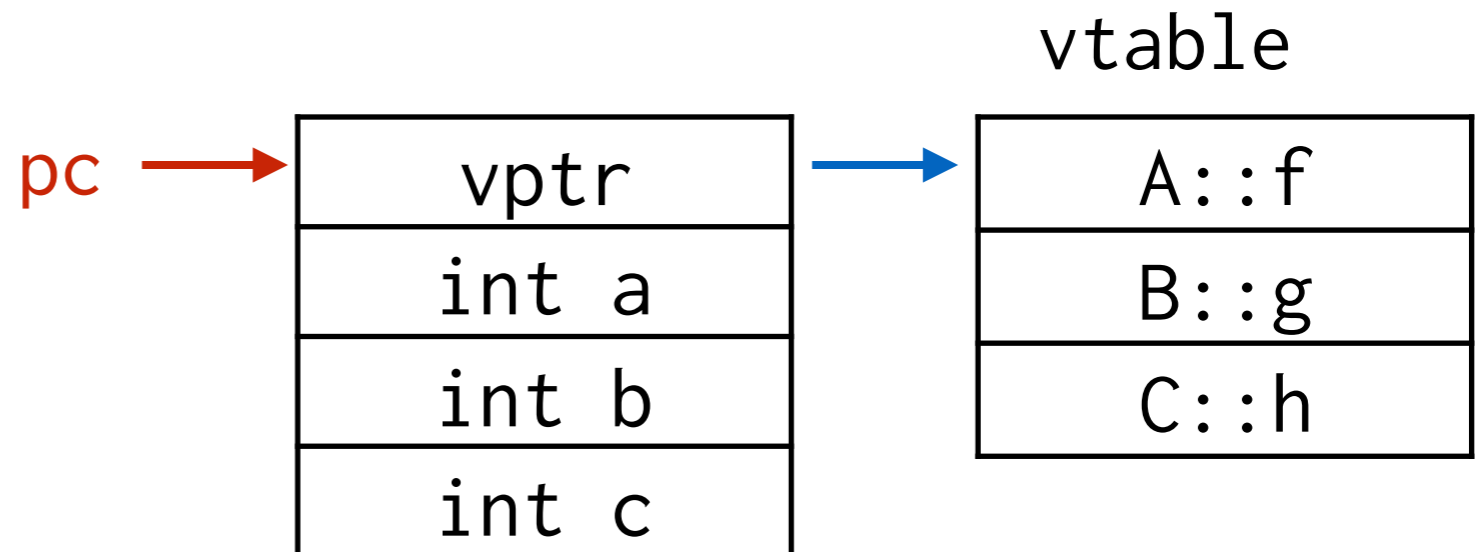 vtable
pc
vptr
A::f
int a
B::g
int b
C::h
int c